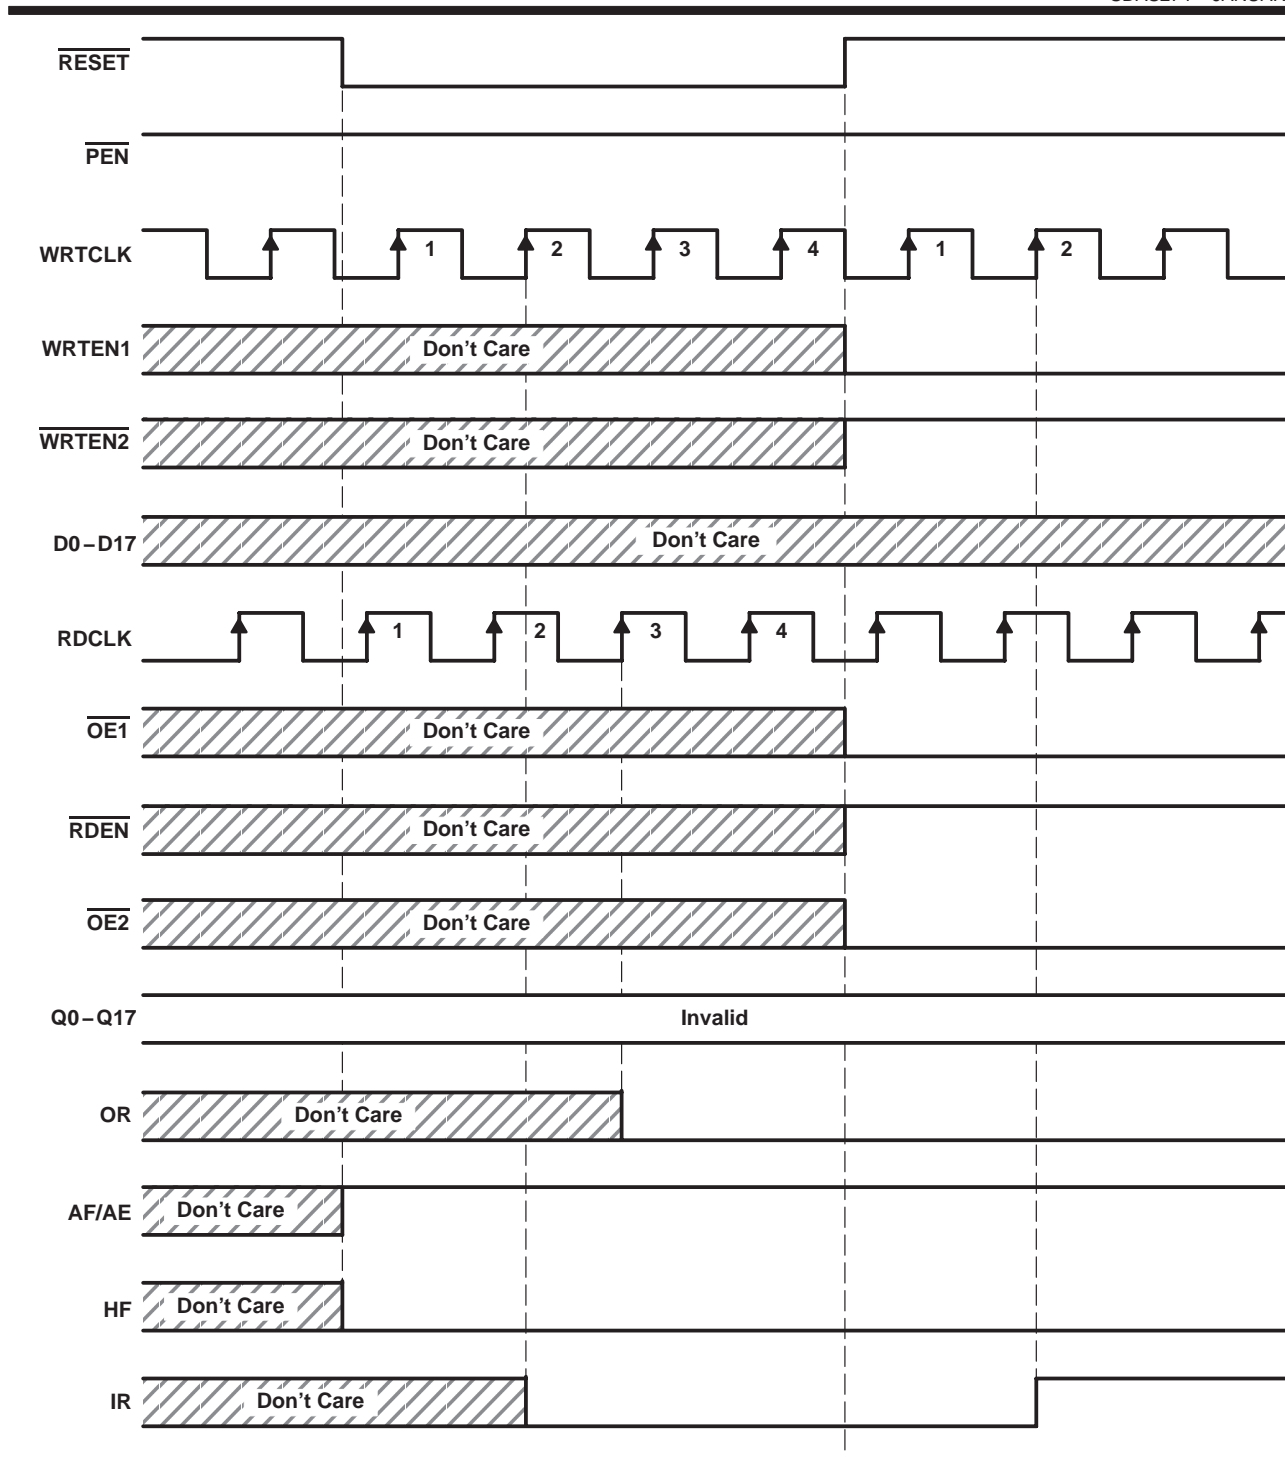 RESET
PEN
WRTCLK 1 2 3 4 1 2
WRTEN1 Don't Care
WRTEN2 Don't Care
D0–D17 Don't Care
RDCLK 1 2 3 4
OE1 Don't Care
RDEN Don't Care
OE2 Don't Care
Q0–Q17 Invalid
OR Don't Care
AF/AE Don't Care
HF Don't Care
IR Don't Care